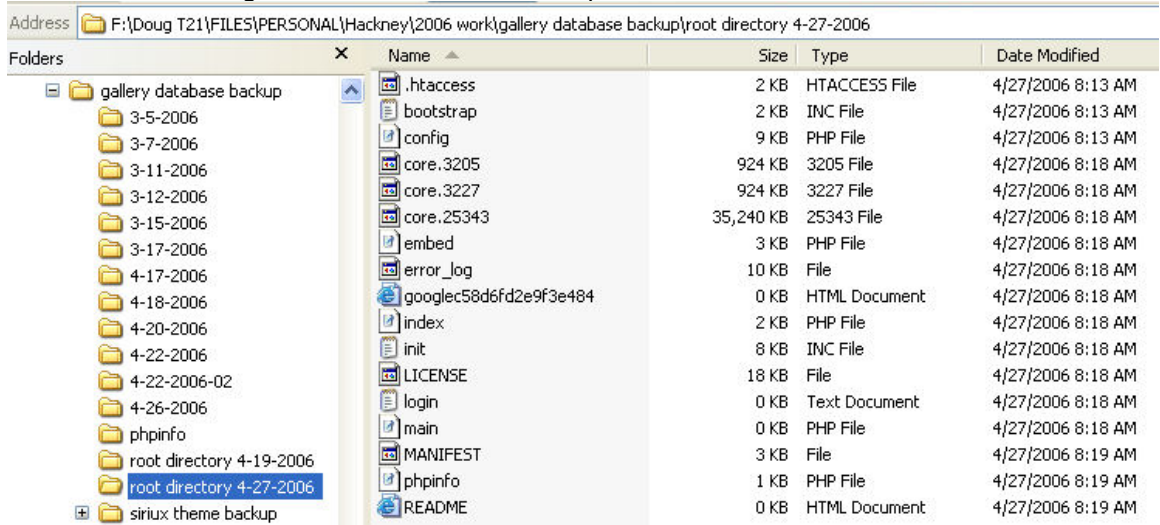 Address F:\Doug T21\FILES\PERSONAL\Hackney\2006 work\gallery database backup\root directory 4-27-2006
Folders x Name Size Type Date Modified
gallery database backup .htaccess 2 KB HTACCESS File 4/27/2006 8:13 AM
3-5-2006 bootstrap 2 KB INC File 4/27/2006 8:13 AM
3-7-2006 config 9 KB PHP File 4/27/2006 8:13 AM
3-11-2006 core.3205 924 KB 3205 File 4/27/2006 8:18 AM
3-12-2006 core.3227 924 KB 3227 File 4/27/2006 8:18 AM
3-15-2006 core.25343 35,240 KB 25343 File 4/27/2006 8:18 AM
3-17-2006 embed 3 KB PHP File 4/27/2006 8:18 AM
4-17-2006 error_log 10 KB File 4/27/2006 8:18 AM
4-18-2006 googlec58d6fd2e9f3e484 0 KB HTML Document 4/27/2006 8:18 AM
4-20-2006 index 2 KB PHP File 4/27/2006 8:18 AM
4-22-2006 init 8 KB INC File 4/27/2006 8:18 AM
4-22-2006-02 LICENSE 18 KB File 4/27/2006 8:18 AM
4-26-2006 login 0 KB Text Document 4/27/2006 8:18 AM
phpinfo main 0 KB PHP File 4/27/2006 8:18 AM
root directory 4-19-2006 MANIFEST 3 KB File 4/27/2006 8:19 AM
root directory 4-27-2006 phpinfo 1 KB PHP File 4/27/2006 8:19 AM
siriux theme backup README 0 KB HTML Document 4/27/2006 8:19 AM